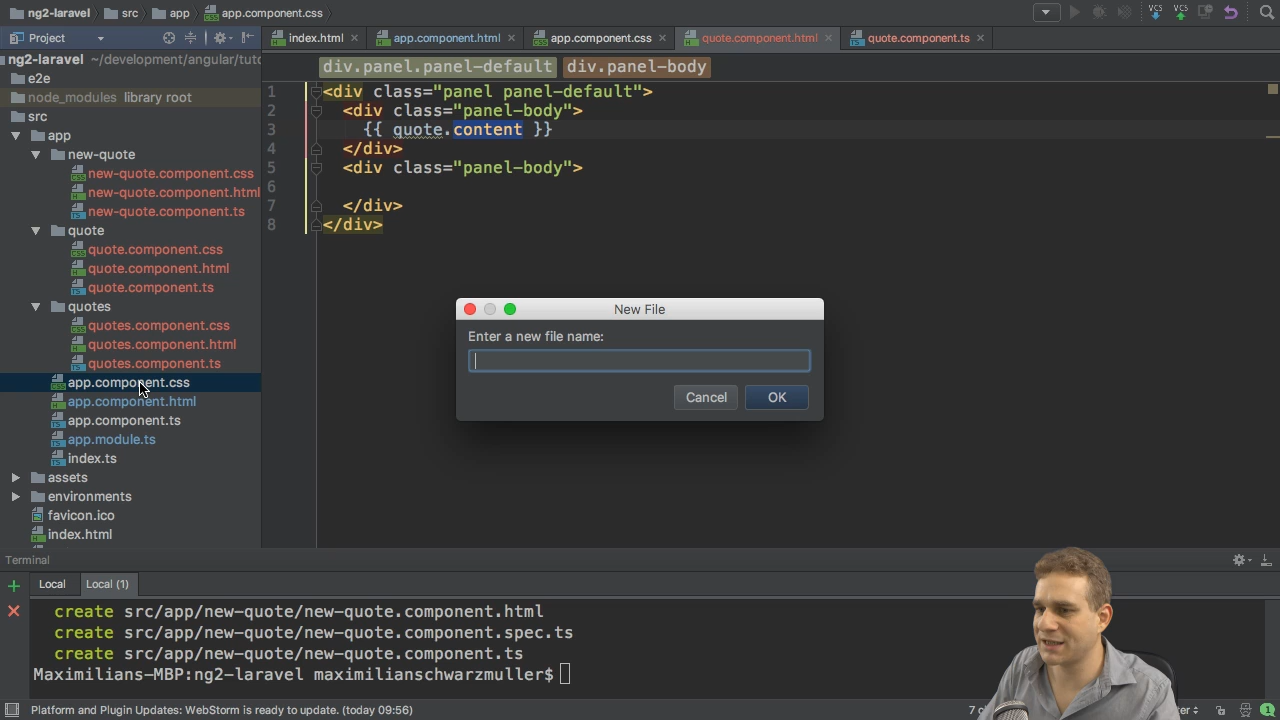 ng2-laravel src app app.component.css
VCS VCS
Project
index.html app.component.html app.component.css quote.component.html quote.component.ts
ng2-laravel ~/development/angular/tuto
e2e
node_modules library root
src
app
new-quote
new-quote.component.css
new-quote.component.html
new-quote.component.ts
quote
quote.component.css
quote.component.html
quote.component.ts
quotes
quotes.component.css
quotes.component.html
quotes.component.ts
app.component.css
app.component.html
app.component.ts
app.module.ts
index.ts
assets
environments
favicon.ico
index.html
div.panel.panel-default div.panel-body
1 <div class="panel panel-default">
2 <div class="panel-body">
3 {{ quote.content }}
4 </div>
5 <div class="panel-body">
6
7 </div>
8 </div>
New File
Enter a new file name:
Cancel OK
Terminal
Local Local (1)
create src/app/new-quote/new-quote.component.html
create src/app/new-quote/new-quote.component.spec.ts
create src/app/new-quote/new-quote.component.ts
Maximilians-MBP:ng2-laravel maximilianschwarzmuller$
Platform and Plugin Updates: WebStorm is ready to update. (today 09:56)
1